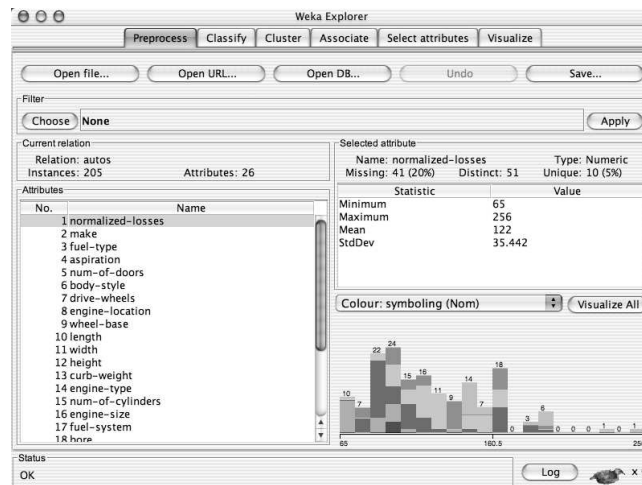 Weka Explorer
Preprocess Classify Cluster Associate Select attributes Visualize
Open file... Open URL... Open DB... Undo Save...
Filter
Choose None Apply
Current relation
Relation: autos
Instances: 205 Attributes: 26
Attributes
No. Name
1 normalized-losses
2 make
3 fuel-type
4 aspiration
5 num-of-doors
6 body-style
7 drive-wheels
8 engine-location
9 wheel-base
10 length
11 width
12 height
13 curb-weight
14 engine-type
15 num-of-cylinders
16 engine-size
17 fuel-system
18 bore
Selected attribute
Name: normalized-losses Type: Numeric
Missing: 41 (20%) Distinct: 51 Unique: 10 (5%)
Statistic Value
Minimum 65
Maximum 256
Mean 122
StdDev 35.442
Colour: symboling (Nom) Visualize All
10 7 22 24 15 16 11 9 14 7 18 0 3 6 0 0 0 1 0 1
65 160.5 25
Status
OK Log x